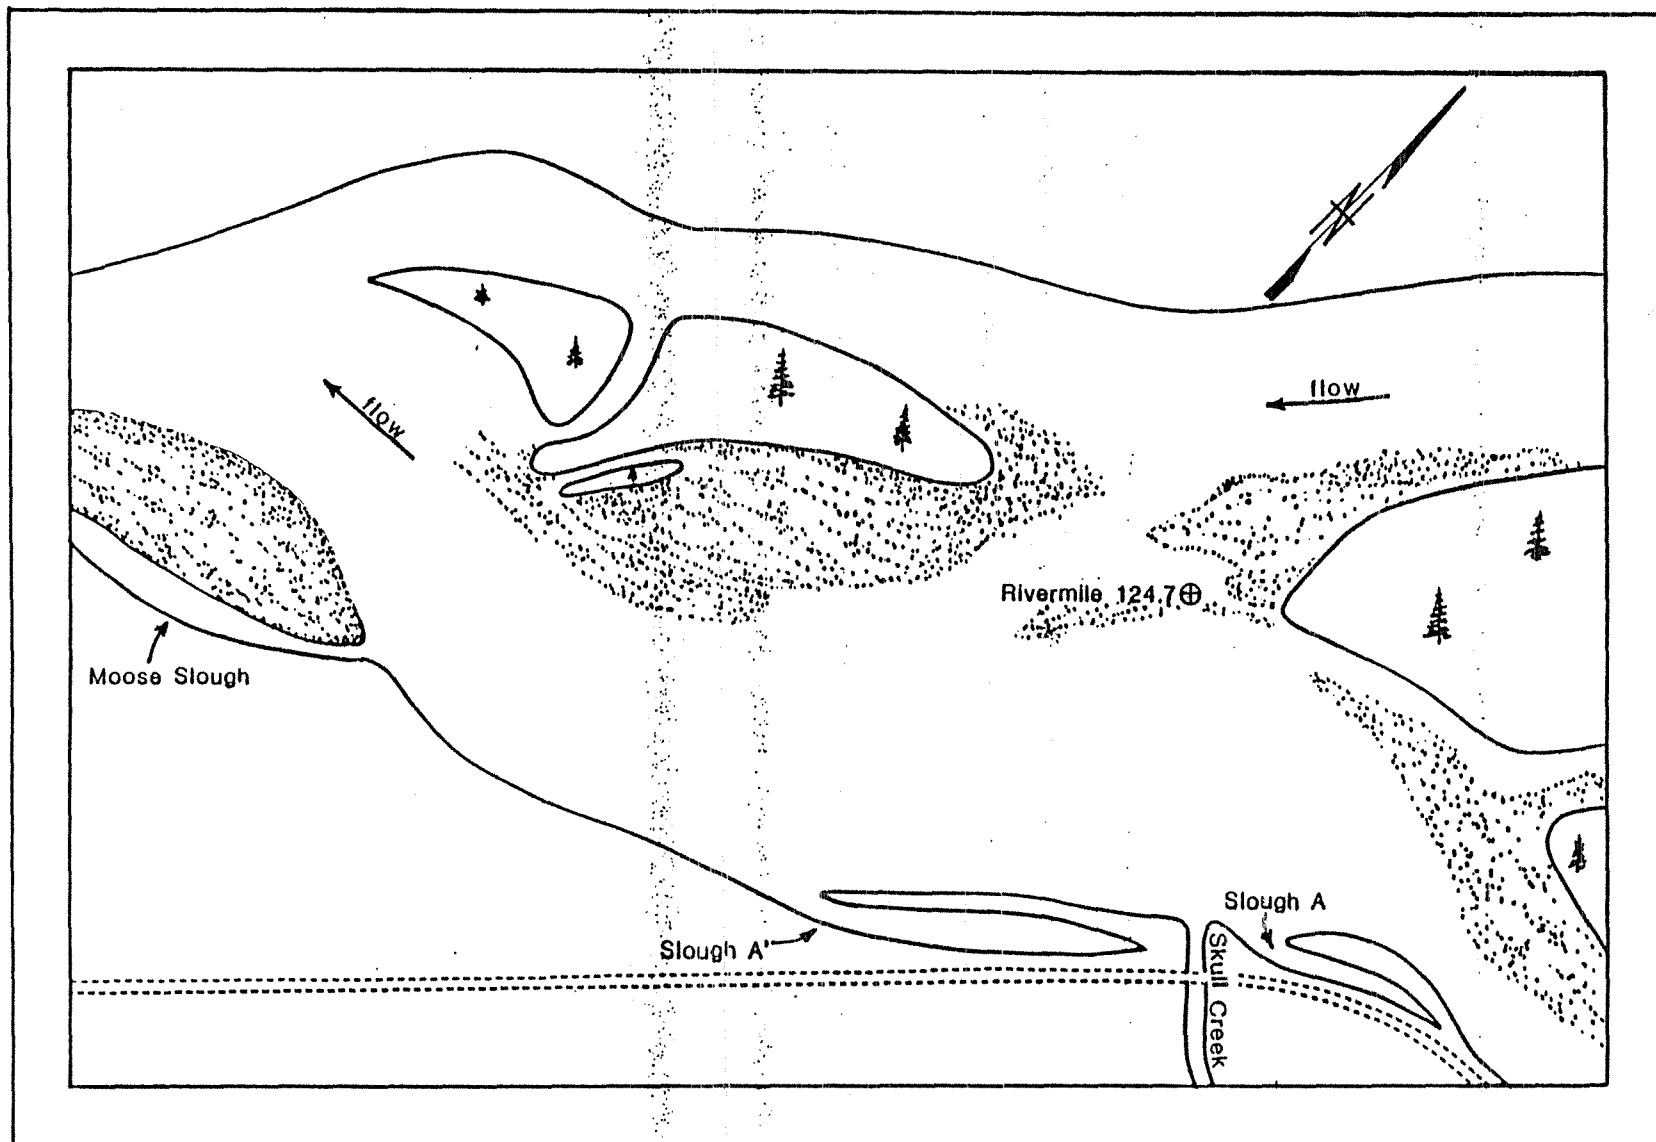 flow
flow
Rivermile 124.7
Moose Slough
Slough A
Slough A'
Skull Creek